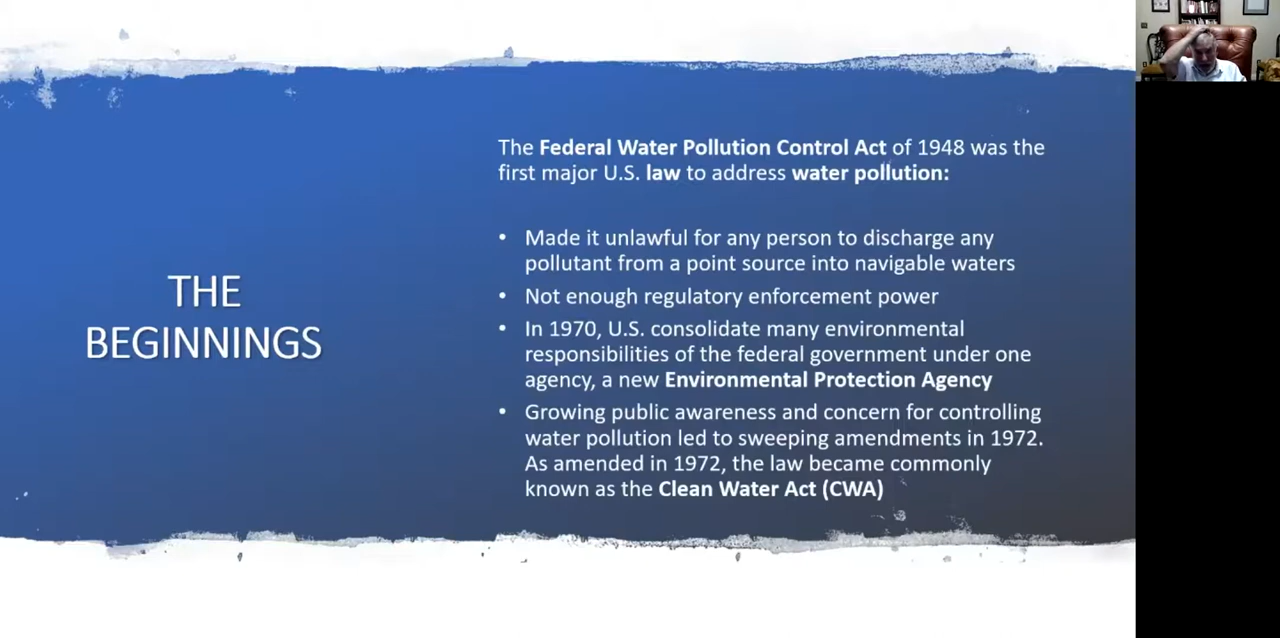 THE
BEGINNINGS
The Federal Water Pollution Control Act of 1948 was the
first major U.S. law to address water pollution:
• Made it unlawful for any person to discharge any
pollutant from a point source into navigable waters
• Not enough regulatory enforcement power
• In 1970, U.S. consolidate many environmental
responsibilities of the federal government under one
agency, a new Environmental Protection Agency
• Growing public awareness and concern for controlling
water pollution led to sweeping amendments in 1972.
As amended in 1972, the law became commonly
known as the Clean Water Act (CWA)